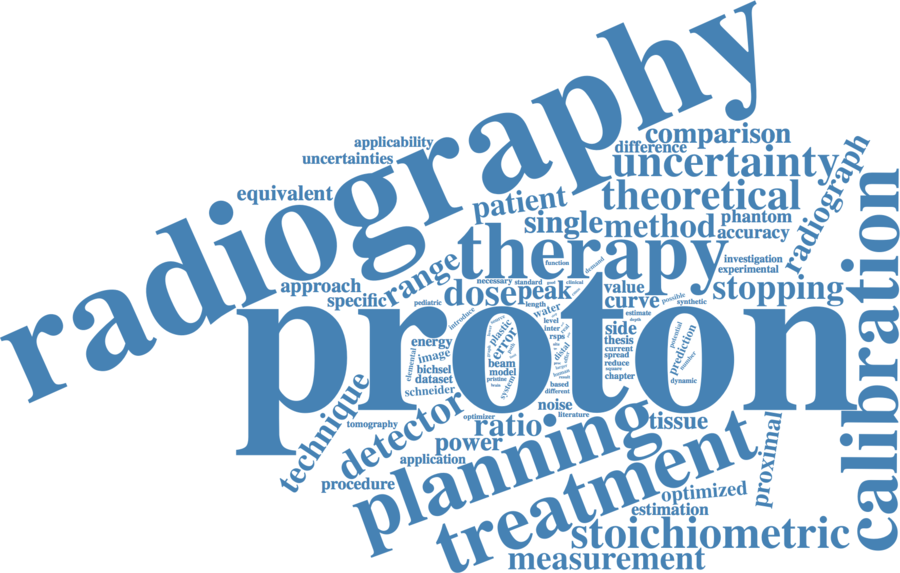 radiography
proton
therapy
planning
treatment
calibration
stoichiometric
measurement
uncertainty
theoretical
comparison
difference
applicability
uncertainties
equivalent
patient
single
method
phantom
accuracy
radiograph
investigation
experimental
stopping
approach
specific
range
dose
peak
value
curve
function
demand
necessary
standard
clinical
possible
synthetic
pediatric
introduce
length
water
estimate
depth
level
inter
rsps
distal
side
thesis
current
spread
reduce
square
chapter
potential
prediction
number
dynamic
energy
image
elemental
bichsel
dataset
schneider
plastic
error
beam
model
pristine
system
based
different
noise
literature
tissue
technique
tomography
detector
optimizer
ratio
power
application
procedure
proximal
optimized
estimation